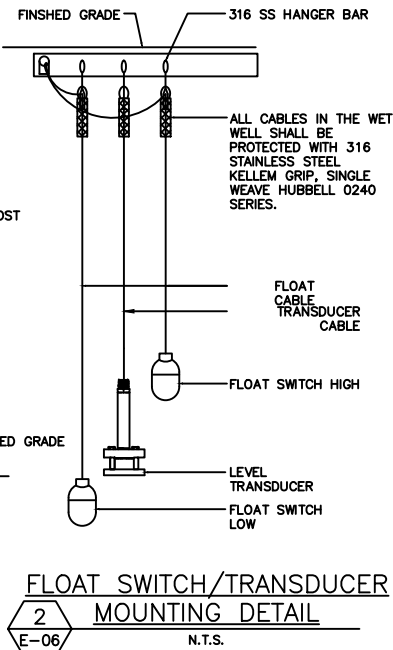 FINSHED GRADE
316 SS HANGER BAR
ALL CABLES IN THE WET
WELL SHALL BE
PROTECTED WITH 316
STAINLESS STEEL
KELLEM GRIP, SINGLE
WEAVE HUBBELL 0240
SERIES.
OST
FLOAT
CABLE
TRANSDUCER
CABLE
FLOAT SWITCH HIGH
ED GRADE
LEVEL
TRANSDUCER
FLOAT SWITCH
LOW
FLOAT SWITCH/TRANSDUCER
MOUNTING DETAIL
2
E-06
N.T.S.